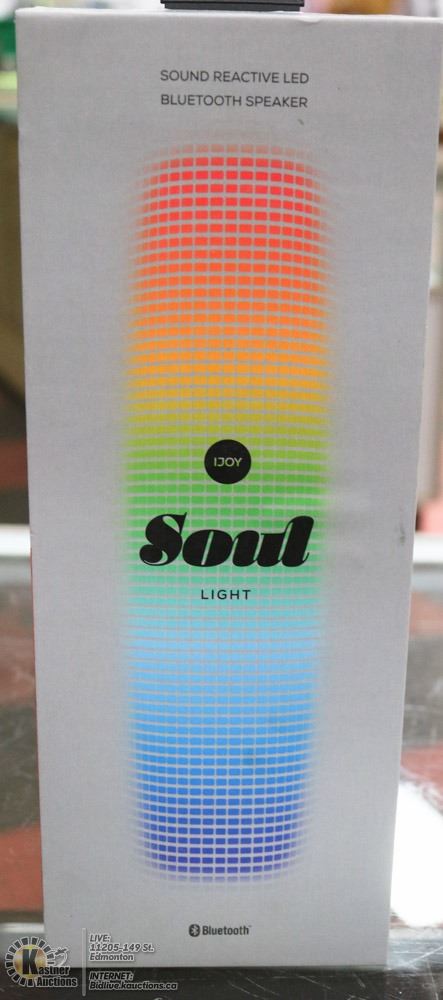 SOUND REACTIVE LED
BLUETOOTH SPEAKER
IJOY
Soul
LIGHT
Bluetooth
Kastner
Auctions
LIVE:
11205-149 St.
Edmonton
INTERNET:
Bidlive.kauctions.ca